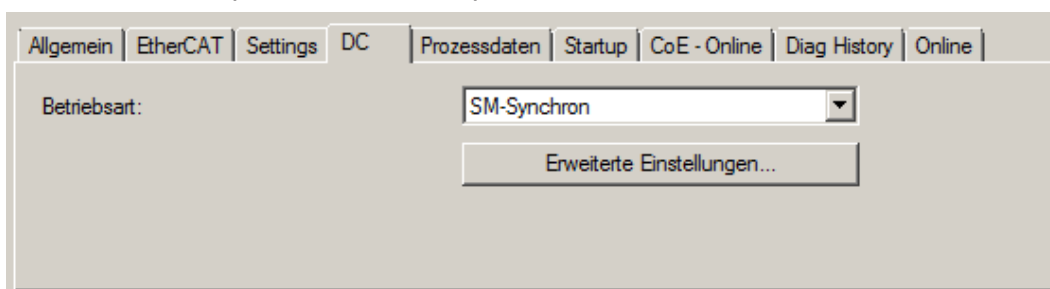 Allgemein EtherCAT Settings DC Prozessdaten Startup CoE - Online Diag History Online
Betriebsart: SM-Synchron
Erweiterte Einstellungen...